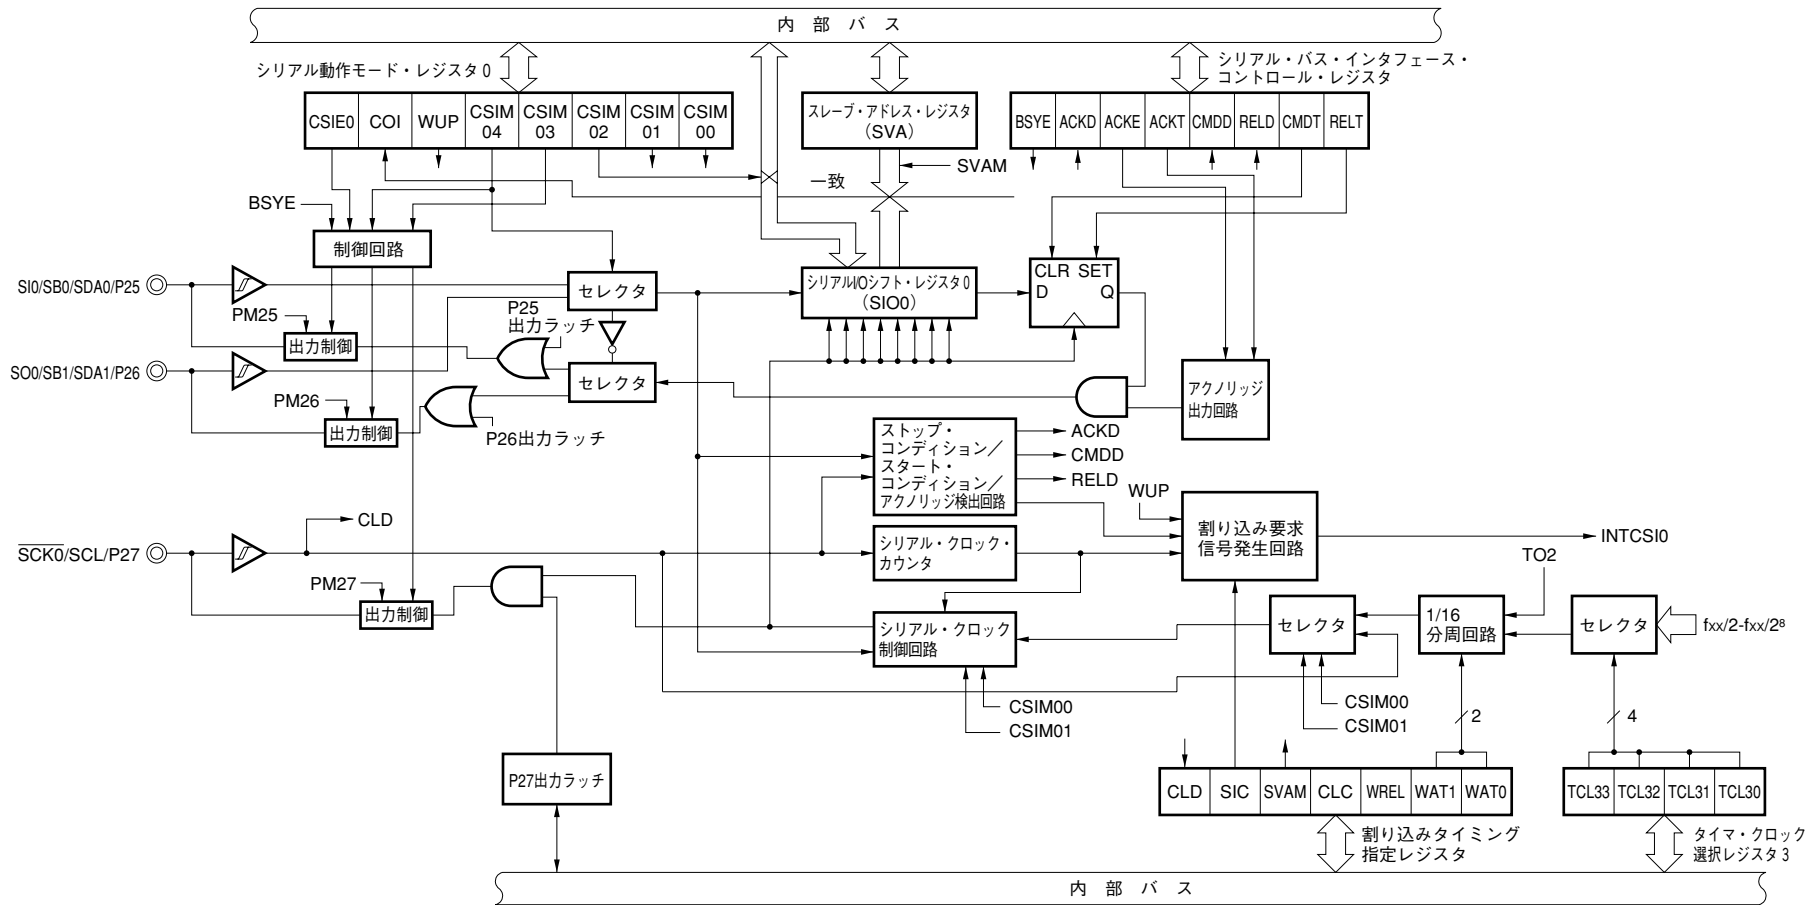 内部バス
シリアル動作モード・レジスタ0
シリアル・バス・インタフェース・
コントロール・レジスタ
CSIE0 COI WUP CSIM04 CSIM03 CSIM02 CSIM01 CSIM00
スレーブ・アドレス・レジスタ
(SVA)
BSYE ACKD ACKE ACKT CMDD RELD CMDT RELT
SVAM
一致
BSYE
制御回路
SI0/SB0/SDA0/P25
セレクタ
シリアルI/Oシフト・レジスタ0
(SIO0)
CLR SET
D Q
PM25
P25
出力ラッチ
出力制御
SO0/SB1/SDA1/P26
セレクタ
アクノリッジ
出力回路
PM26
出力制御
P26出力ラッチ
ストップ・
コンディション/
スタート・
コンディション/
アクノリッジ検出回路
ACKD
CMDD
RELD
WUP
CLD
SCK0/SCL/P27
シリアル・クロック・
カウンタ
割り込み要求
信号発生回路
INTCSI0
TO2
PM27
出力制御
シリアル・クロック
制御回路
セレクタ
1/16
分周回路
セレクタ
fxx/2-fxx/2⁸
CSIM00
CSIM01
CSIM00
CSIM01
2
4
P27出力ラッチ
CLD SIC SVAM CLC WREL WAT1 WAT0
TCL33 TCL32 TCL31 TCL30
割り込みタイミング
指定レジスタ
タイマ・クロック
選択レジスタ3
内部バス